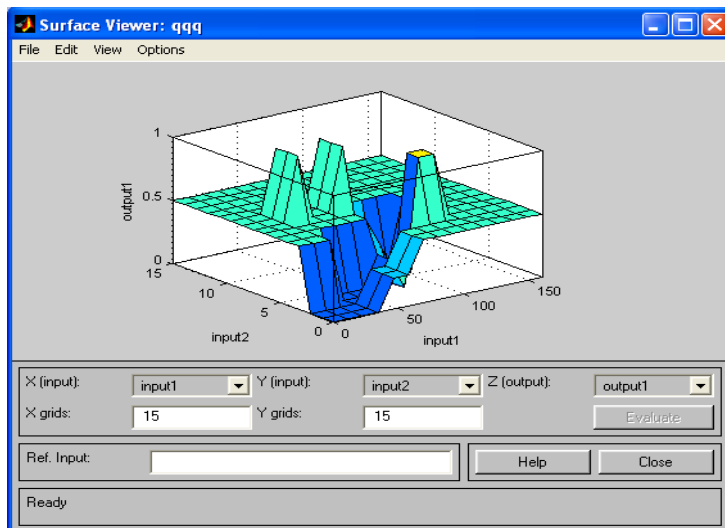 Surface Viewer: qqq
File Edit View Options
1
0.5
0
output1
15
10
5
0
input2
0
50
100
150
input1
X (input): input1 Y (input): input2 Z (output): output1
X grids: 15 Y grids: 15 Evaluate
Ref. Input: Help Close
Ready